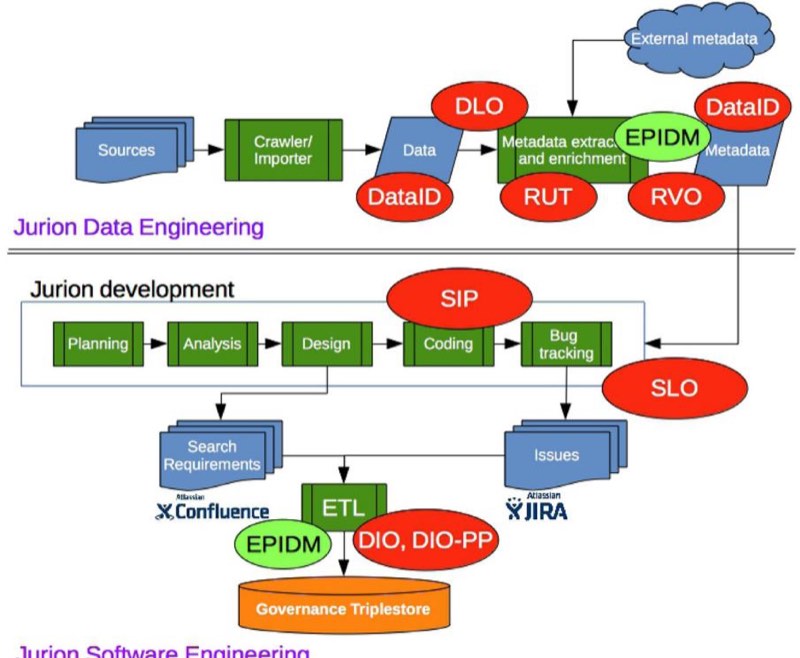 External metadata
DLO
DataID
Sources
Crawler/
Importer
Data
Metadata extrac
and enrichment
EPIDM
Metadata
DataID
RUT
RVO
Jurion Data Engineering
Jurion development
SIP
Planning
Analysis
Design
Coding
Bug
tracking
SLO
Search
Requirements
Issues
Atlassian
Confluence
Atlassian
JIRA
ETL
EPIDM
DIO, DIO-PP
Governance Triplestore
Jurion Software Engineering